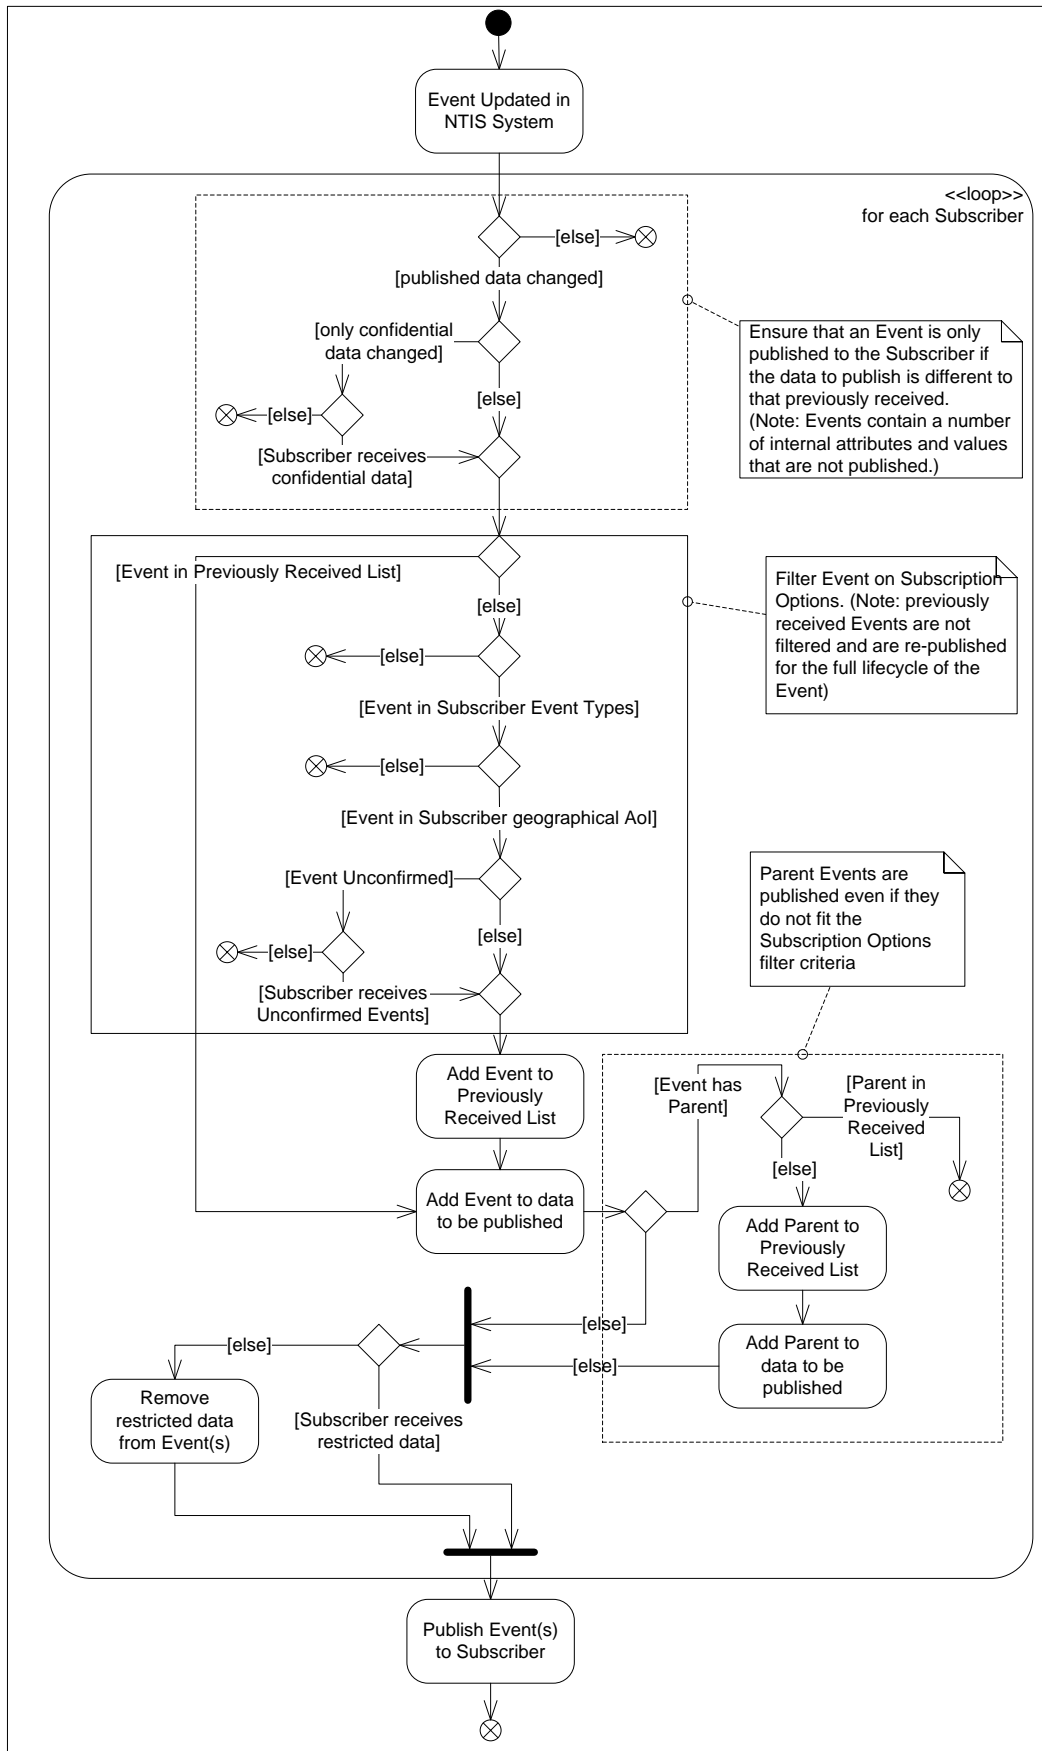 Event Updated in
NTIS System
<<loop>>
for each Subscriber
[else]
[published data changed]
[only confidential
data changed]
[else]
[else]
[Subscriber receives
confidential data]
Ensure that an Event is only
published to the Subscriber if
the data to publish is different to
that previously received.
(Note: Events contain a number
of internal attributes and values
that are not published.)
[Event in Previously Received List]
[else]
Filter Event on Subscription
Options. (Note: previously
received Events are not
filtered and are re-published
for the full lifecycle of the
Event)
[else]
[Event in Subscriber Event Types]
[else]
[Event in Subscriber geographical AoI]
[Event Unconfirmed]
[else]
[else]
[Subscriber receives
Unconfirmed Events]
Parent Events are
published even if they
do not fit the
Subscription Options
filter criteria
Add Event to
Previously
Received List
[Event has
Parent]
[Parent in
Previously
Received
List]
[else]
Add Event to data
to be published
Add Parent to
Previously
Received List
[else]
[else]
[else]
Add Parent to
data to be
published
Remove
restricted data
from Event(s)
[Subscriber receives
restricted data]
Publish Event(s)
to Subscriber